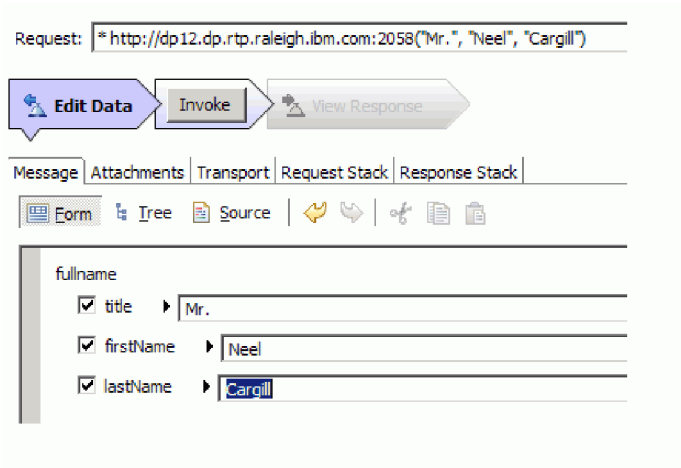 Request: * http://dp12.dp.rtp.raleigh.ibm.com:2058("Mr.", "Neel", "Cargill")
Edit Data Invoke View Response
Message Attachments Transport Request Stack Response Stack
Form Tree Source
fullname
title Mr.
firstName Neel
lastName Cargill